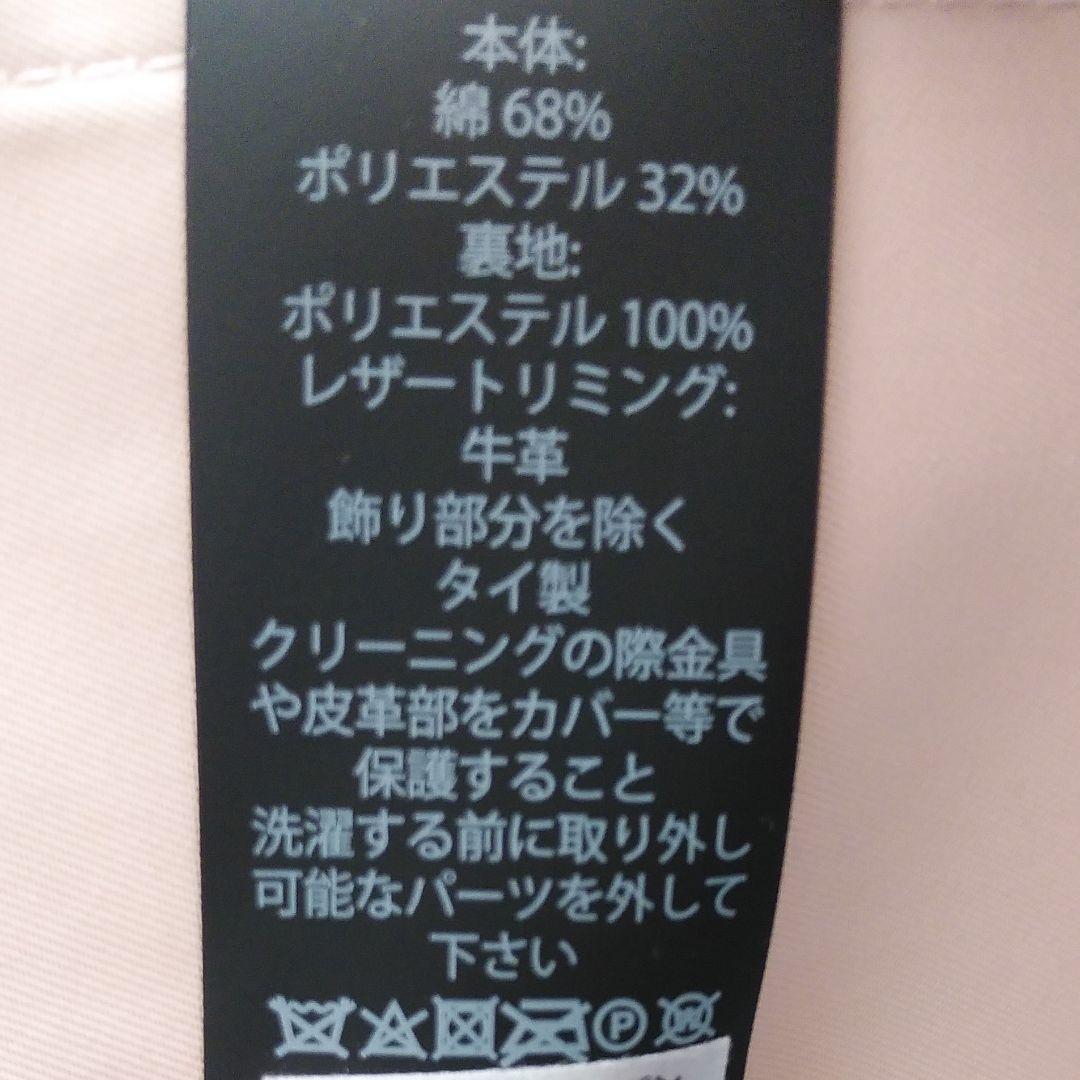 本体:
綿 68%
ポリエステル 32%
裏地:
ポリエステル 100%
レザートリミング:
牛革
飾り部分を除く
タイ製
クリーニングの際金具
や皮革部をカバー等で
保護すること
洗濯する前に取り外し
可能なパーツを外して
下さい
P W